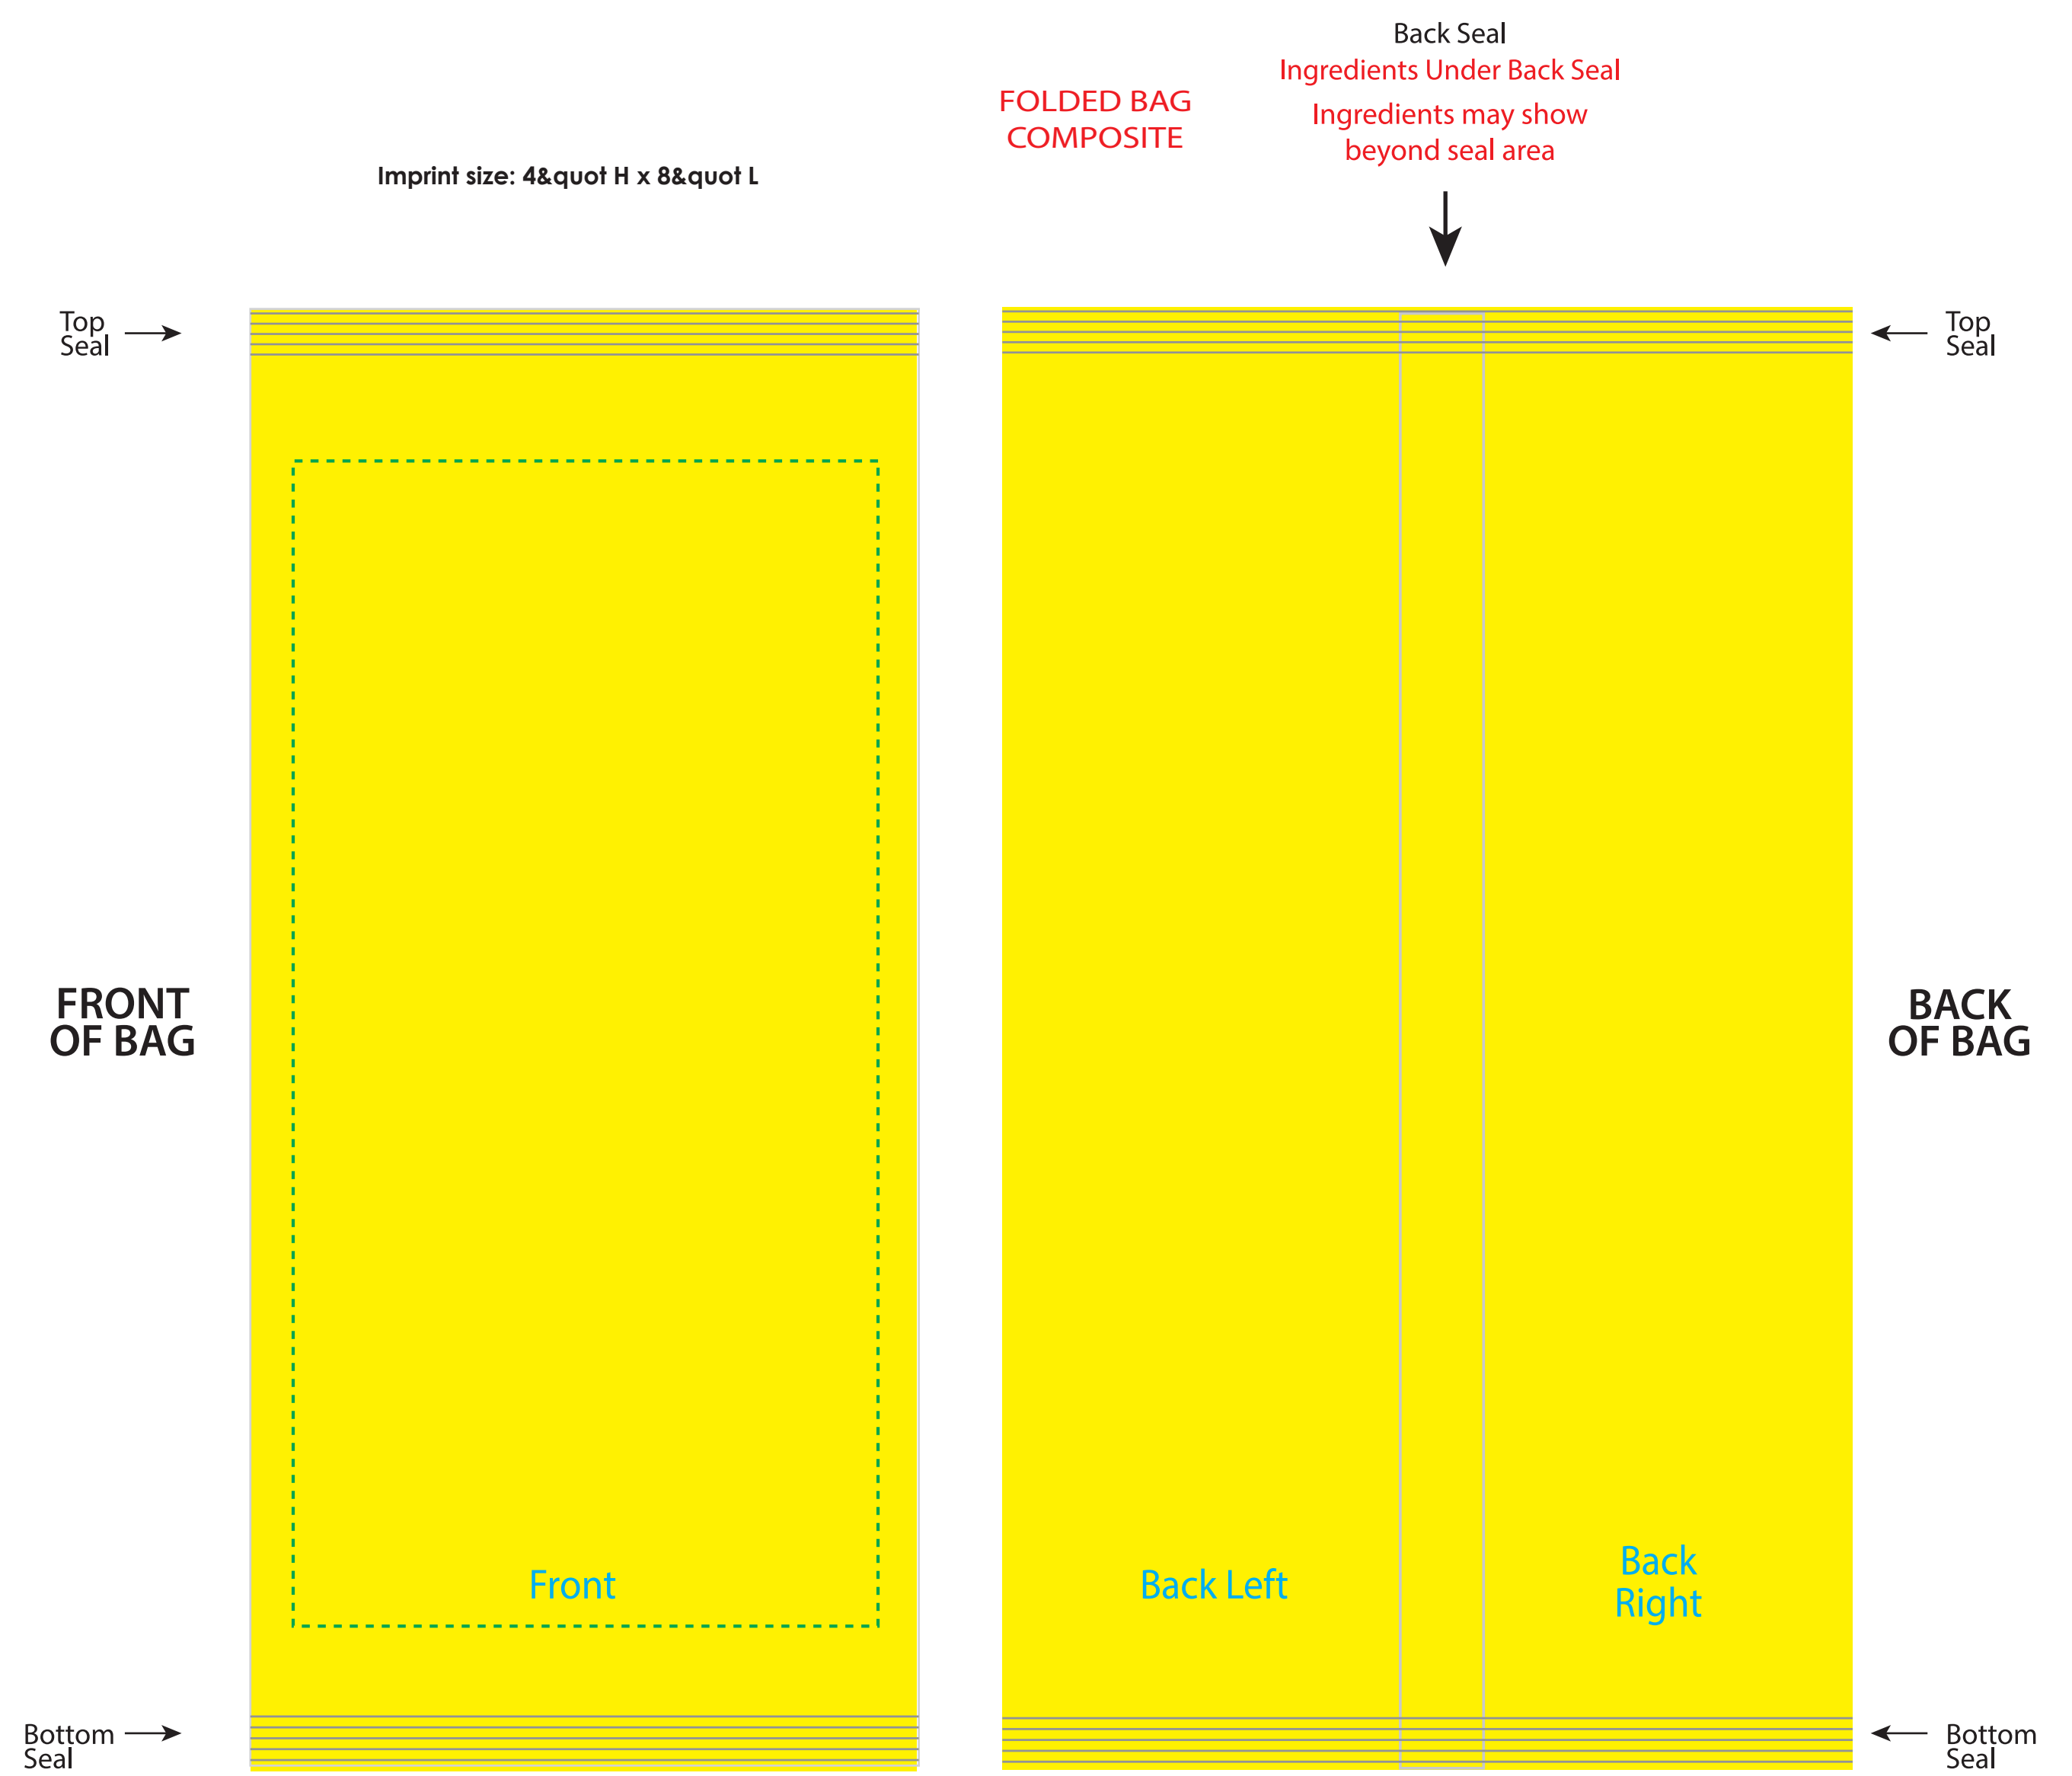 Back Seal
Ingredients Under Back Seal
Ingredients may show
beyond seal area
FOLDED BAG
COMPOSITE
Imprint size: 4&quot H x 8&quot L
Top
Seal
Top
Seal
FRONT
OF BAG
BACK
OF BAG
Front
Back Left
Back
Right
Bottom
Seal
Bottom
Seal